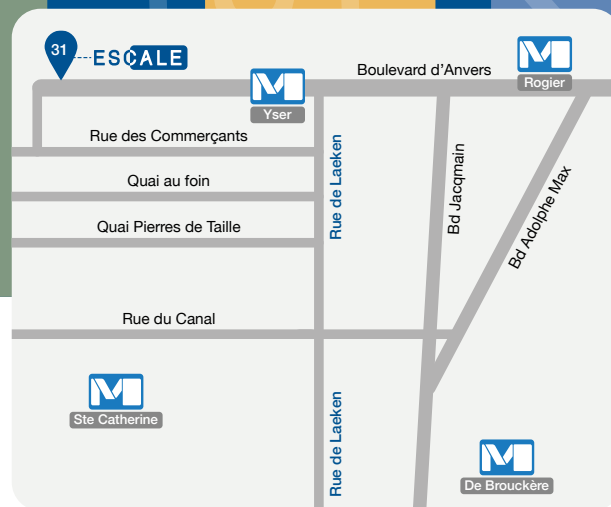 31
ESCALE
M
Yser
Boulevard d'Anvers
M
Rogier
Rue des Commerçants
Quai au foin
Quai Pierres de Taille
Rue de Laeken
Bd Jacqmain
Bd Adolphe Max
Rue du Canal
M
Ste Catherine
Rue de Laeken
M
De Brouckère